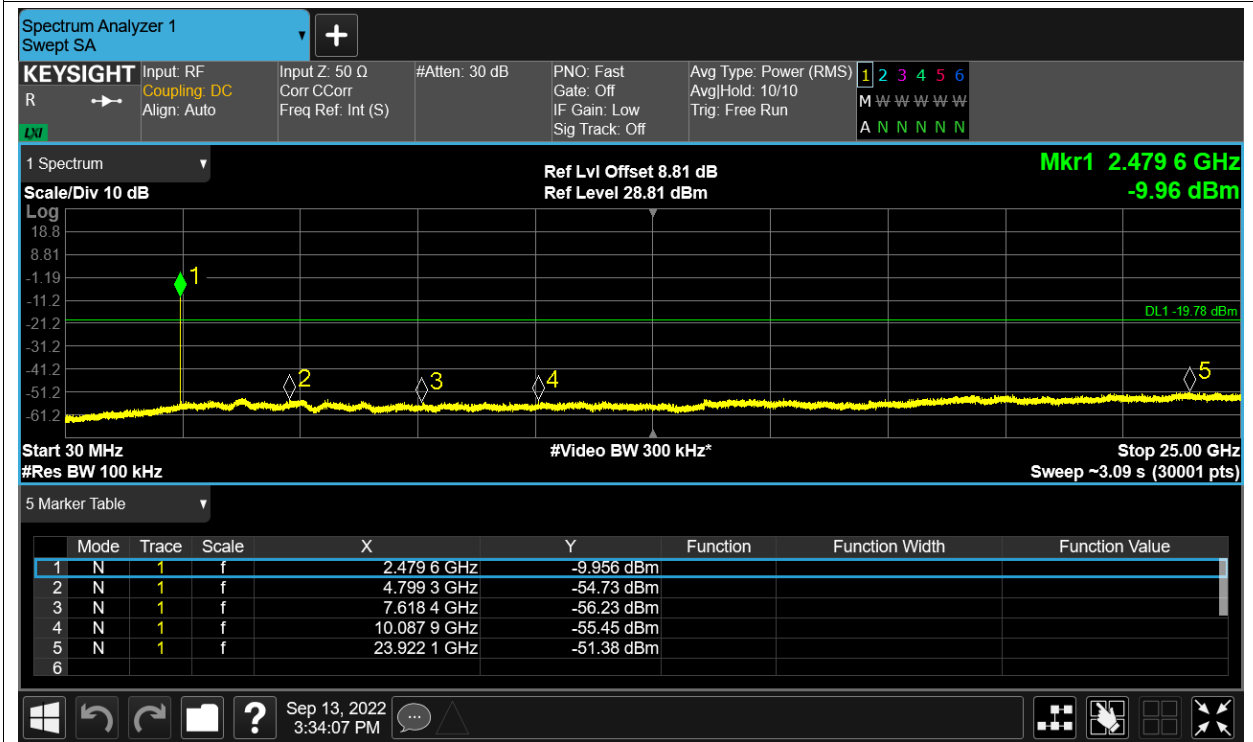 Spectrum Analyzer 1
Swept SA
+
KEYSIGHT Input: RF Input Z: 50 Ω #Atten: 30 dB PNO: Fast Avg Type: Power (RMS) 1 2 3 4 5 6
R Coupling: DC Corr CCorr Gate: Off Avg|Hold: 10/10 M W W W W W
Align: Auto Freq Ref: Int (S) IF Gain: Low Trig: Free Run
LXI Sig Track: Off A N N N N N
1 Spectrum Ref Lvl Offset 8.81 dB Mkr1 2.479 6 GHz
Scale/Div 10 dB Ref Level 28.81 dBm -9.96 dBm
Log
18.8
8.81
-1.19 1
-11.2
DL1 -19.78 dBm
-21.2
-31.2
-41.2 2 3 4 5
-51.2
-61.2
Start 30 MHz #Video BW 300 kHz* Stop 25.00 GHz
#Res BW 100 kHz Sweep ~3.09 s (30001 pts)
5 Marker Table
Mode Trace Scale X Y Function Function Width Function Value
1 N 1 f 2.479 6 GHz -9.956 dBm
2 N 1 f 4.799 3 GHz -54.73 dBm
3 N 1 f 7.618 4 GHz -56.23 dBm
4 N 1 f 10.087 9 GHz -55.45 dBm
5 N 1 f 23.922 1 GHz -51.38 dBm
6
? Sep 13, 2022
3:34:07 PM